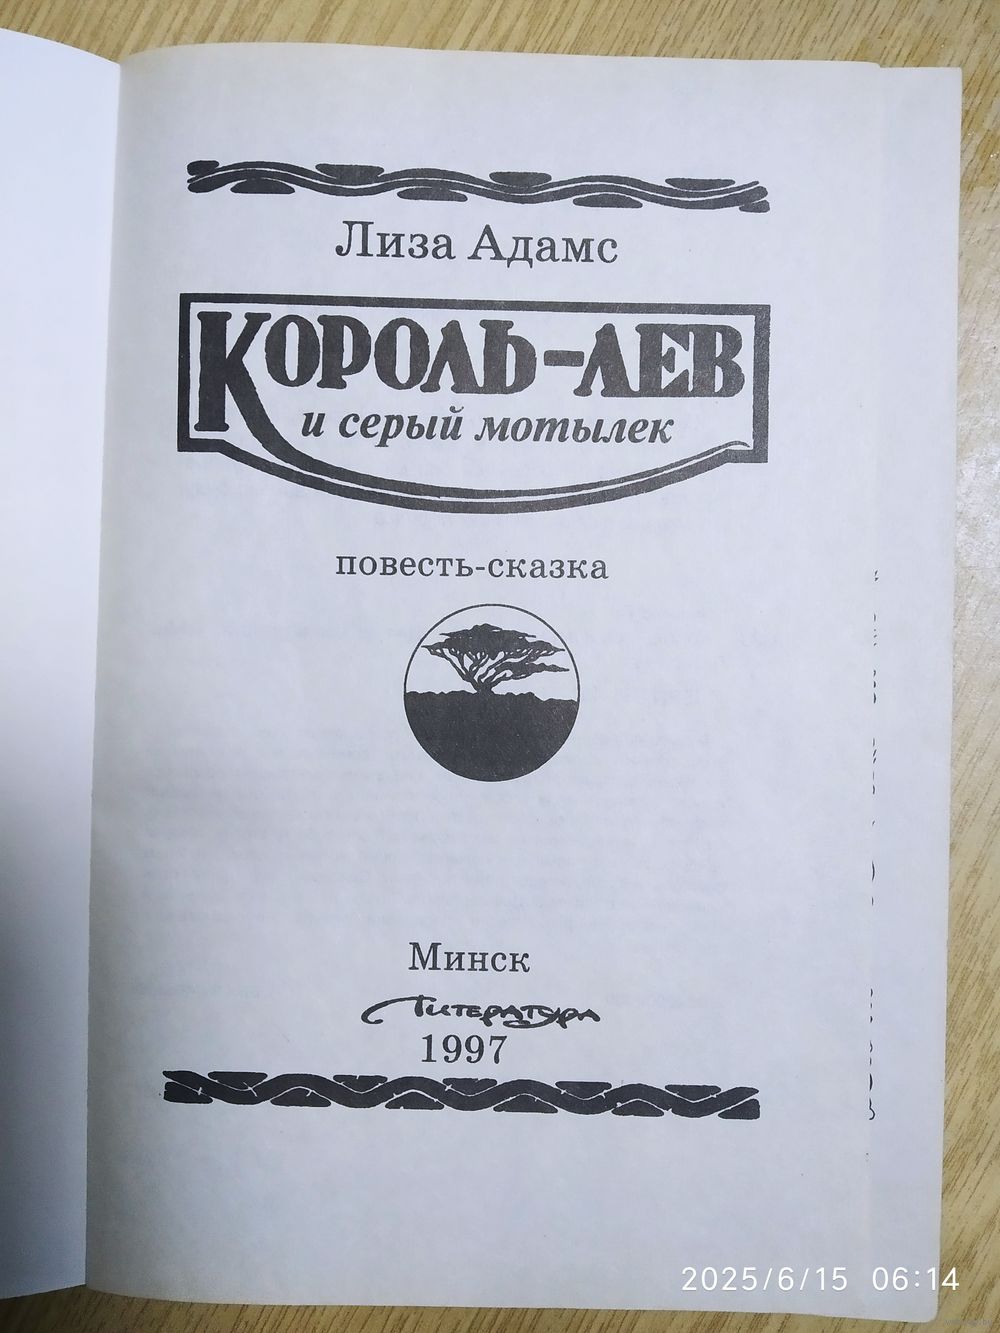 Лиза Адамс
КОРОЛЬ-ЛЕВ
и серый мотылек
повесть-сказка
Минск
Литература
1997
2025/6/15 06:14